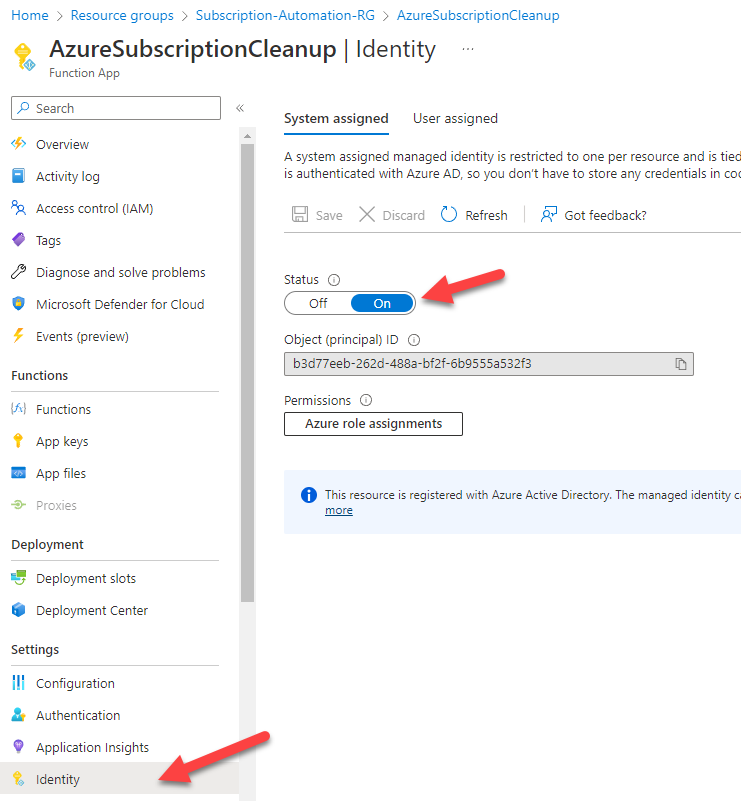 Home > Resource groups > Subscription-Automation-RG > AzureSubscriptionCleanup
AzureSubscriptionCleanup | Identity ...
Function App
Search «
Overview
Activity log
Access control (IAM)
Tags
Diagnose and solve problems
Microsoft Defender for Cloud
Events (preview)
Functions
Functions
App keys
App files
Proxies
Deployment
Deployment slots
Deployment Center
Settings
Configuration
Authentication
Application Insights
Identity
System assigned User assigned
A system assigned managed identity is restricted to one per resource and is tied
is authenticated with Azure AD, so you don't have to store any credentials in co
Save Discard Refresh Got feedback?
Status
Off On
Object (principal) ID
b3d77eeb-262d-488a-bf2f-6b9555a532f3
Permissions
Azure role assignments
This resource is registered with Azure Active Directory. The managed identity ca
more